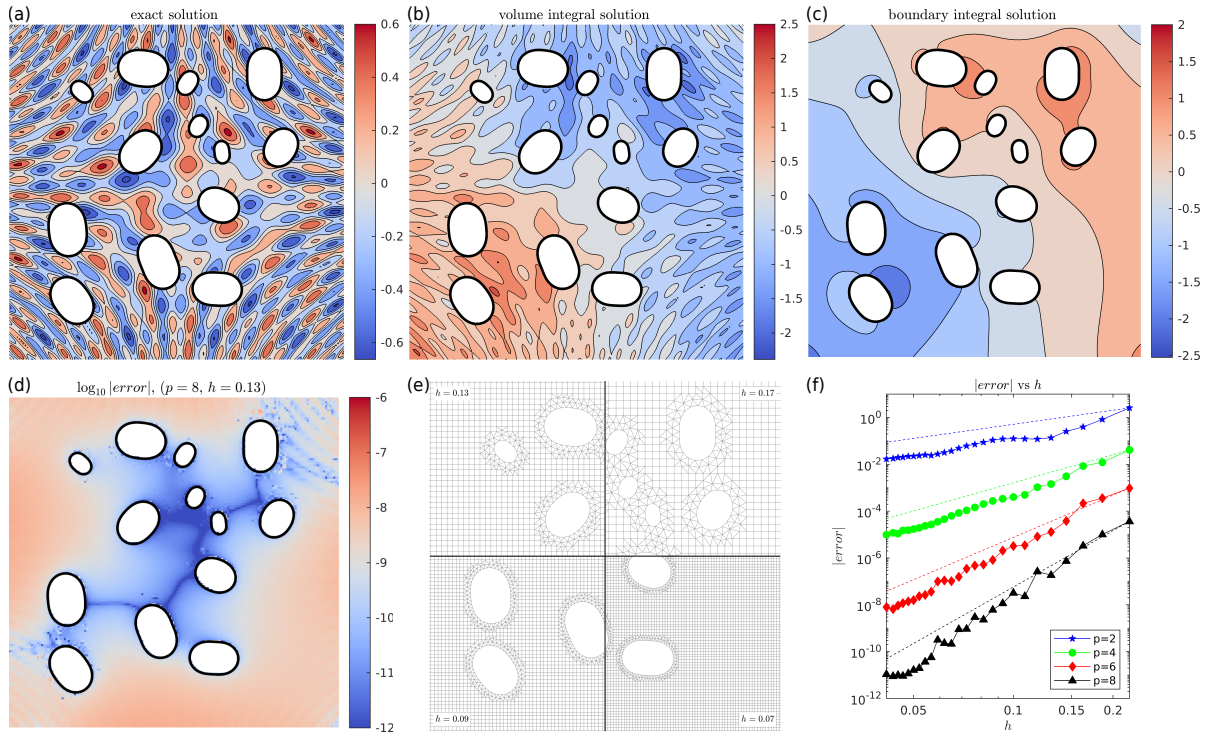 (a)
exact solution
0.6
0.4
0.2
0
-0.2
-0.4
-0.6
(b)
volume integral solution
2.5
2
1.5
1
0.5
0
-0.5
-1
-1.5
-2
(c)
boundary integral solution
2
1.5
1
0.5
0
-0.5
-1
-1.5
-2
-2.5
(d)
log₁₀ |error|, (p = 8, h = 0.13)
-6
-7
-8
-9
-10
-11
-12
(e)
h = 0.13
h = 0.17
h = 0.09
h = 0.07
(f)
|error| vs h
|error|
10⁰
10⁻²
10⁻⁴
10⁻⁶
10⁻⁸
10⁻¹⁰
10⁻¹²
p=2
p=4
p=6
p=8
0.05
0.1
0.15
0.2
h